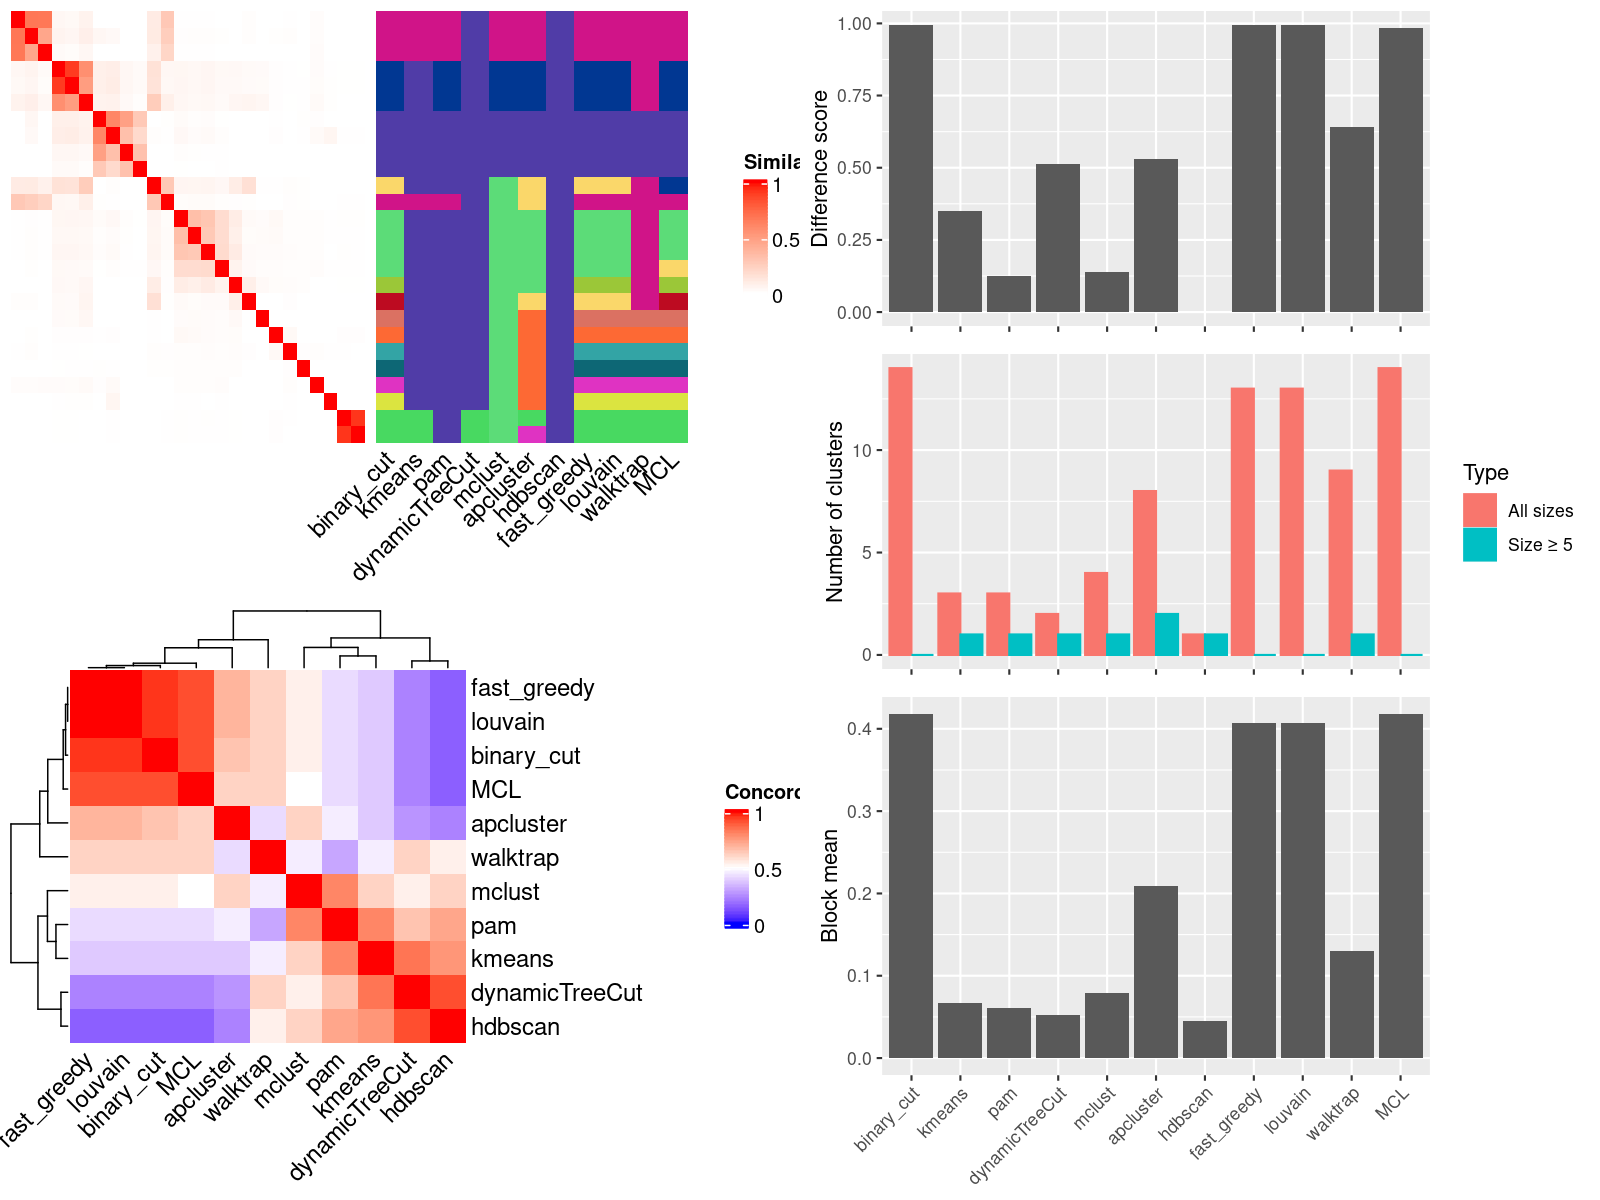 Simila
1
0.5
0
binary_cut
kmeans
pam
dynamicTreeCut
mclust
apcluster
hdbscan
fast_greedy
louvain
walktrap
MCL
fast_greedy
louvain
binary_cut
MCL
apcluster
walktrap
mclust
pam
kmeans
dynamicTreeCut
hdbscan
fast_greedy
louvain
binary_cut
MCL
apcluster
walktrap
mclust
pam
kmeans
dynamicTreeCut
hdbscan
Concord
1
0.5
0
Difference score
1.00
0.75
0.50
0.25
0.00
Number of clusters
10
5
0
Type
All sizes
Size ≥ 5
Block mean
0.4
0.3
0.2
0.1
0.0
binary_cut
kmeans
pam
dynamicTreeCut
mclust
apcluster
hdbscan
fast_greedy
louvain
walktrap
MCL